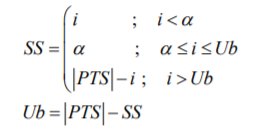 SS = ( i ; i < α
α ; α ≤ i ≤ Ub
|PTS| − i ; i > Ub
Ub = |PTS| − SS